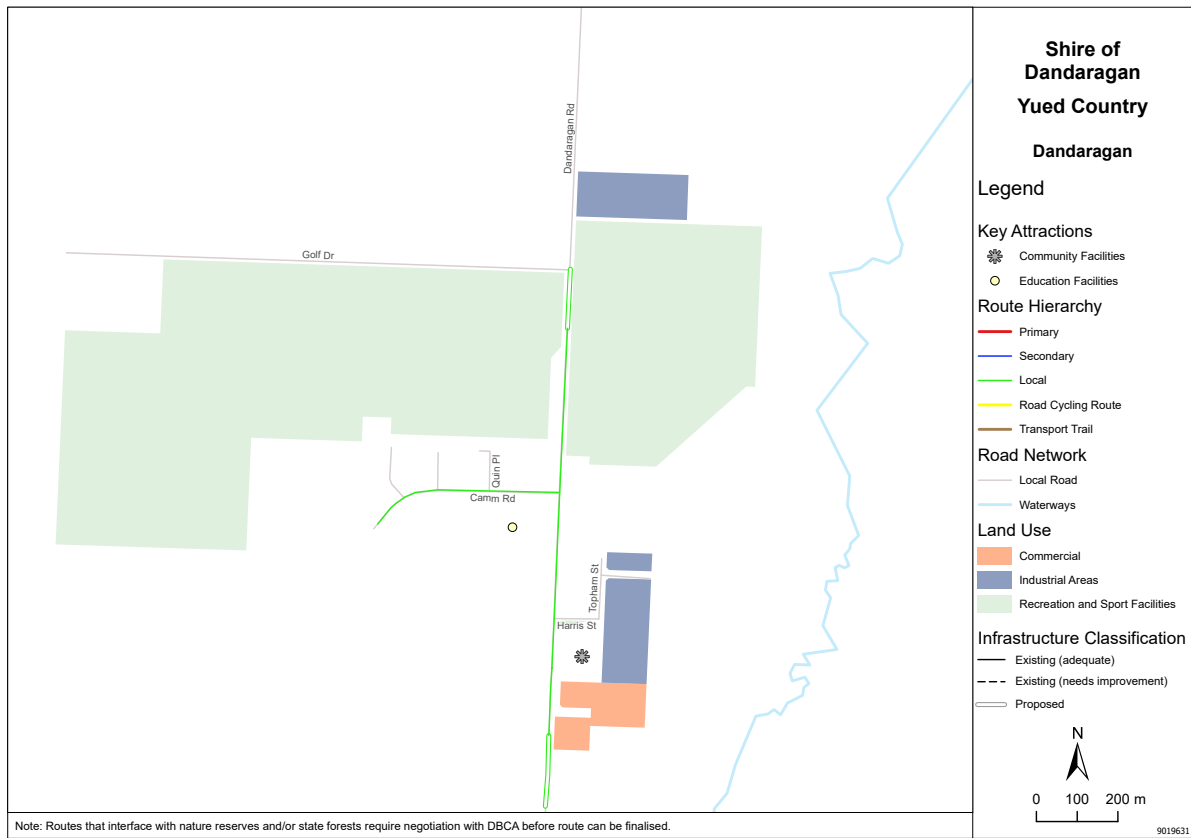 Shire of
Dandaragan
Yued Country
Dandaragan
Legend
Key Attractions
Community Facilities
Education Facilities
Route Hierarchy
Primary
Secondary
Local
Road Cycling Route
Transport Trail
Road Network
Local Road
Waterways
Land Use
Commercial
Industrial Areas
Recreation and Sport Facilities
Infrastructure Classification
Existing (adequate)
Existing (needs improvement)
Proposed
N
0 100 200 m
9019631
Dandaragan Rd
Golf Dr
Quin Pl
Camm Rd
Topham St
Harris St
Note: Routes that interface with nature reserves and/or state forests require negotiation with DBCA before route can be finalised.